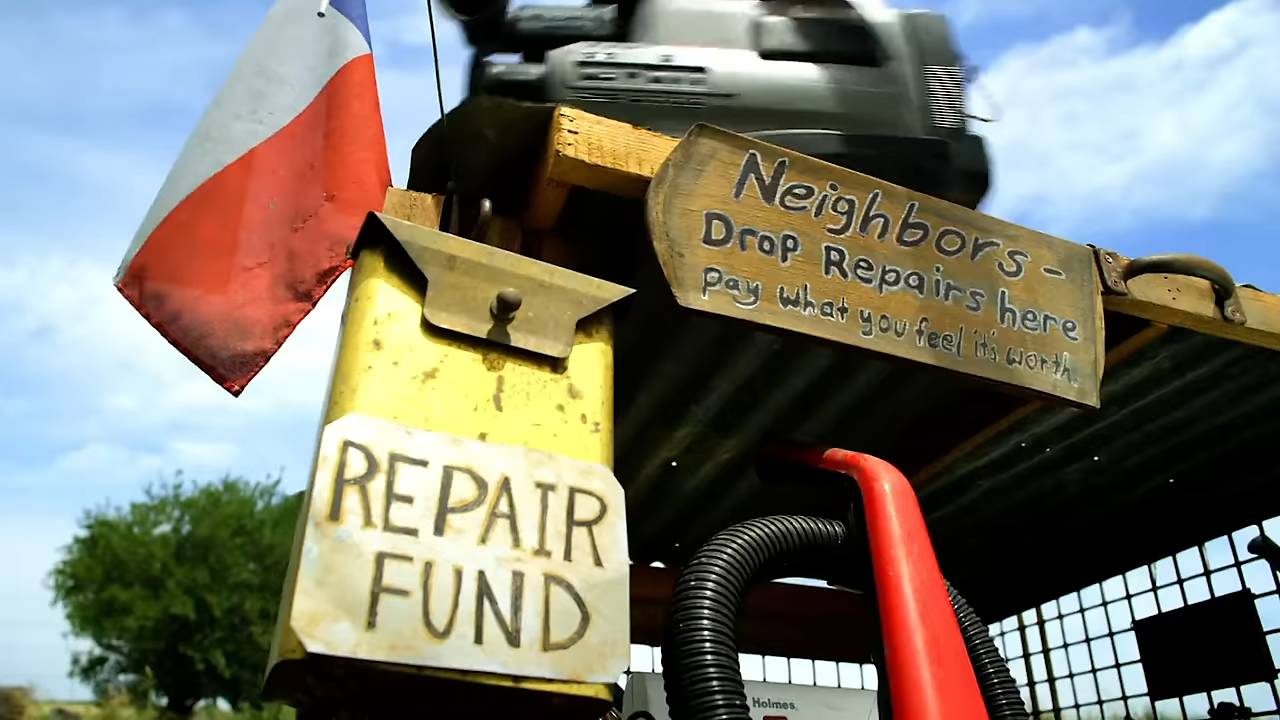 Neighbors -
Drop Repairs here
pay what you feel it's worth.
REPAIR
FUND
Holmes